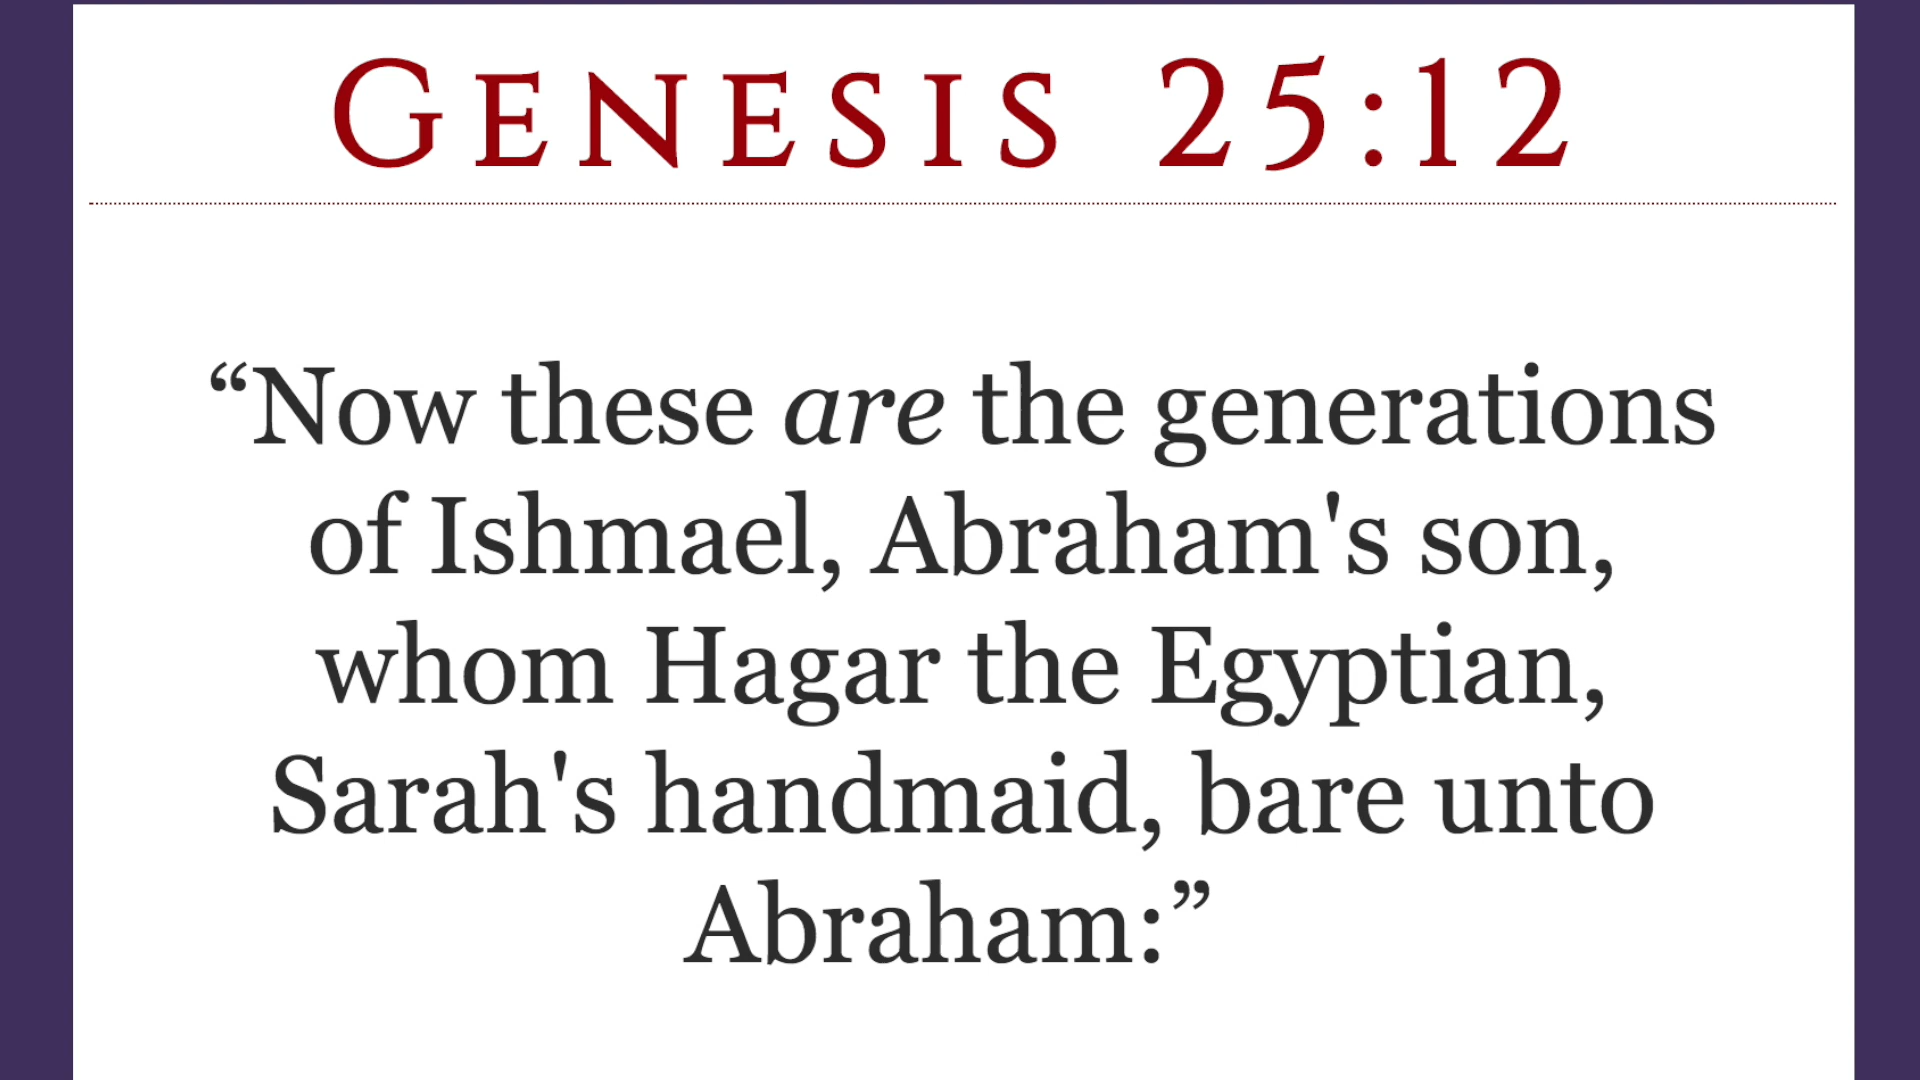 Genesis 25:12
“Now these are the generations
of Ishmael, Abraham's son,
whom Hagar the Egyptian,
Sarah's handmaid, bare unto
Abraham:”